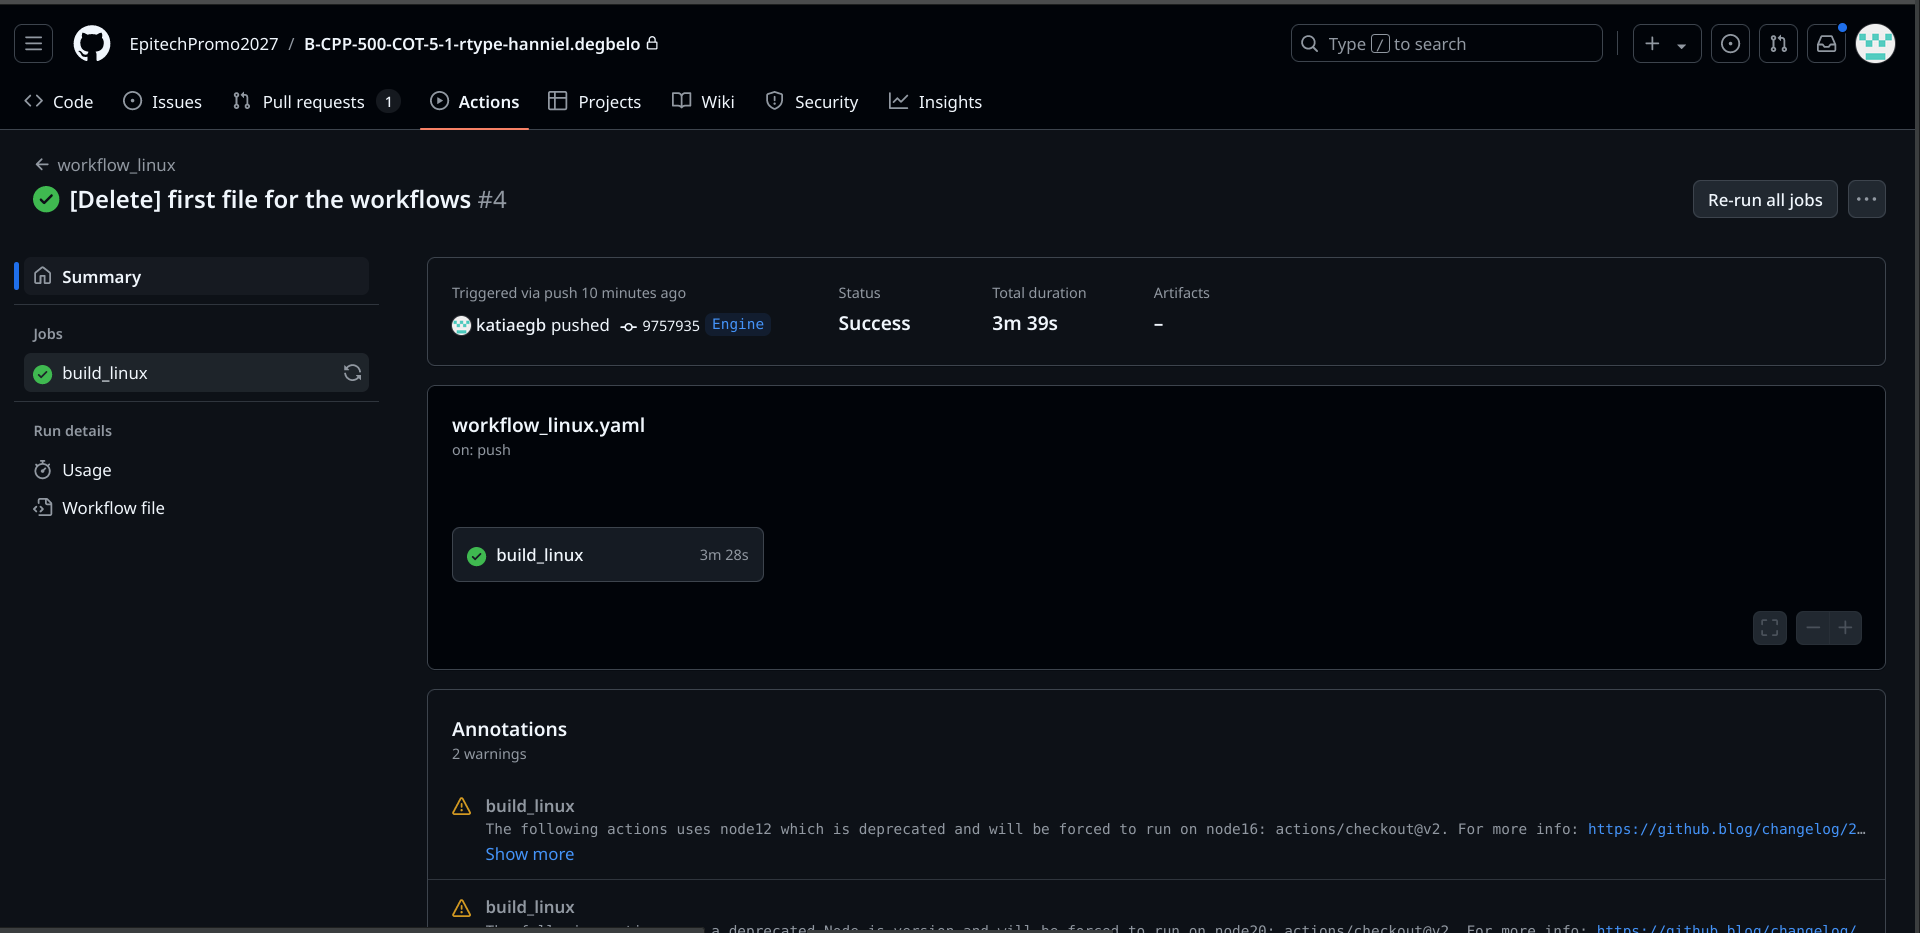 EpitechPromo2027 / B-CPP-500-COT-5-1-rtype-hanniel.degbelo
Type / to search
Code Issues Pull requests 1 Actions Projects Wiki Security Insights
workflow_linux
[Delete] first file for the workflows #4
Re-run all jobs
Summary
Jobs
build_linux
Run details
Usage
Workflow file
Triggered via push 10 minutes ago
katiaegb pushed 9757935 Engine
Status
Success
Total duration
3m 39s
Artifacts
–
workflow_linux.yaml
on: push
build_linux 3m 28s
Annotations
2 warnings
build_linux
The following actions uses node12 which is deprecated and will be forced to run on node16: actions/checkout@v2. For more info: https://github.blog/changelog/2…
Show more
build_linux
a deprecated Node.js version and will be forced to run on node20: actions/checkout@v2. For more info: https://github.blog/changelog/